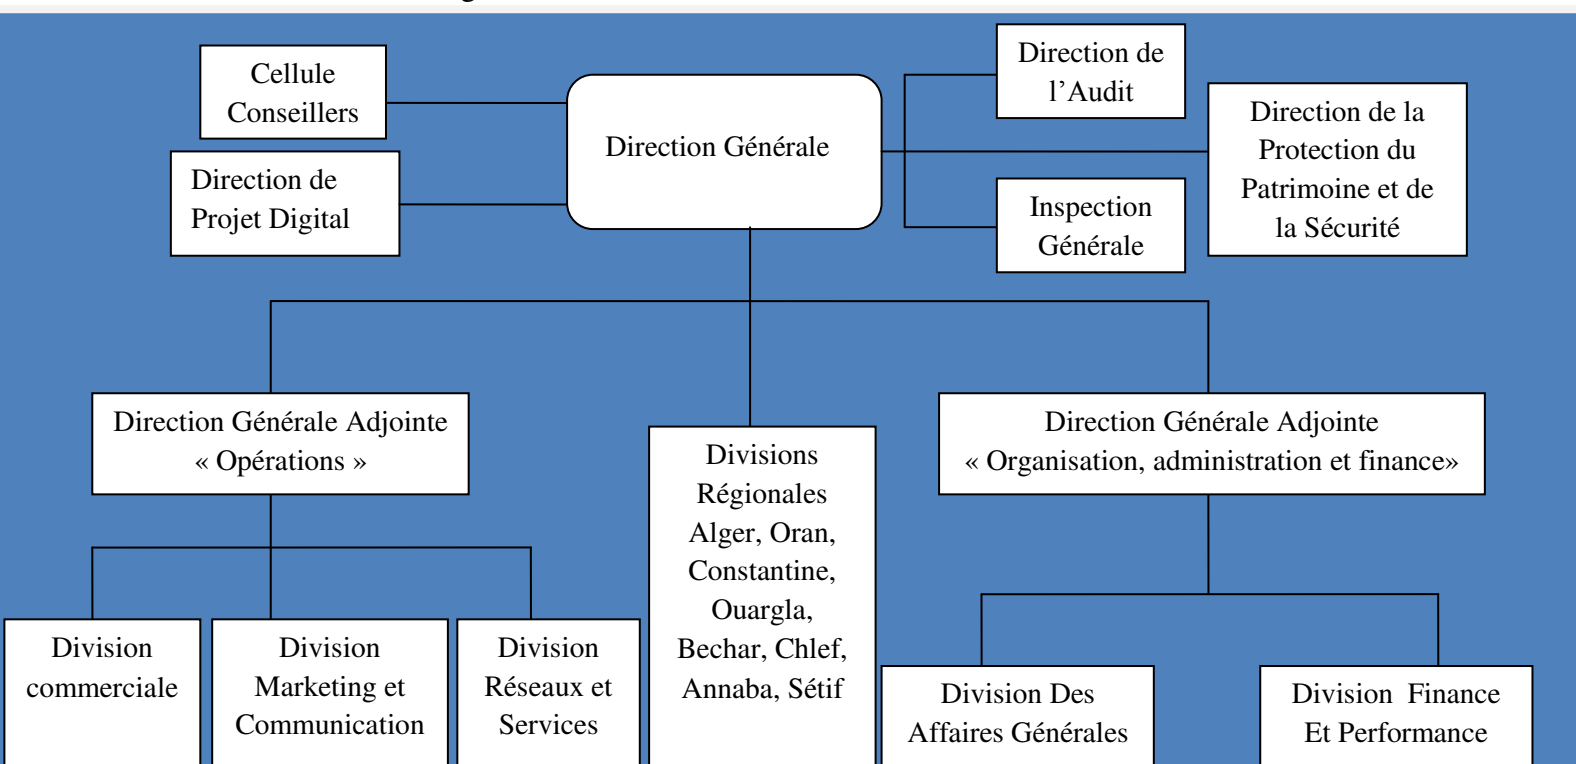 Cellule
Conseillers
Direction de
Projet Digital
Direction Générale
Direction de
l’Audit
Inspection
Générale
Direction de la
Protection du
Patrimoine et de
la Sécurité
Direction Générale Adjointe
« Opérations »
Divisions
Régionales
Alger, Oran,
Constantine,
Ouargla,
Bechar, Chlef,
Annaba, Sétif
Direction Générale Adjointe
« Organisation, administration et finance»
Division
commerciale
Division
Marketing et
Communication
Division
Réseaux et
Services
Division Des
Affaires Générales
Division  Finance
Et Performance